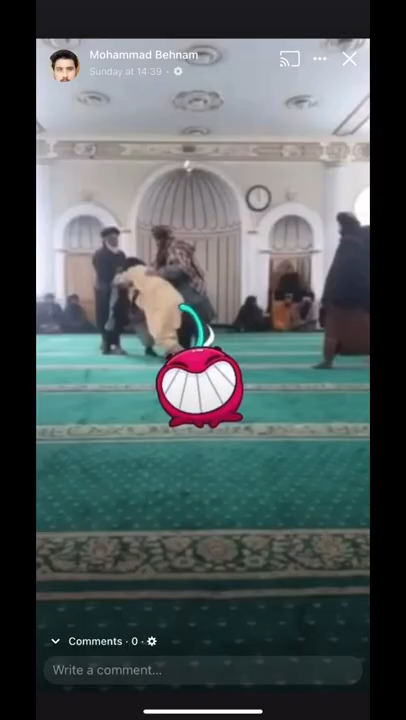 Mohammad Behnam
Sunday at 14:39 ·
Comments · 0 ·
Write a comment...